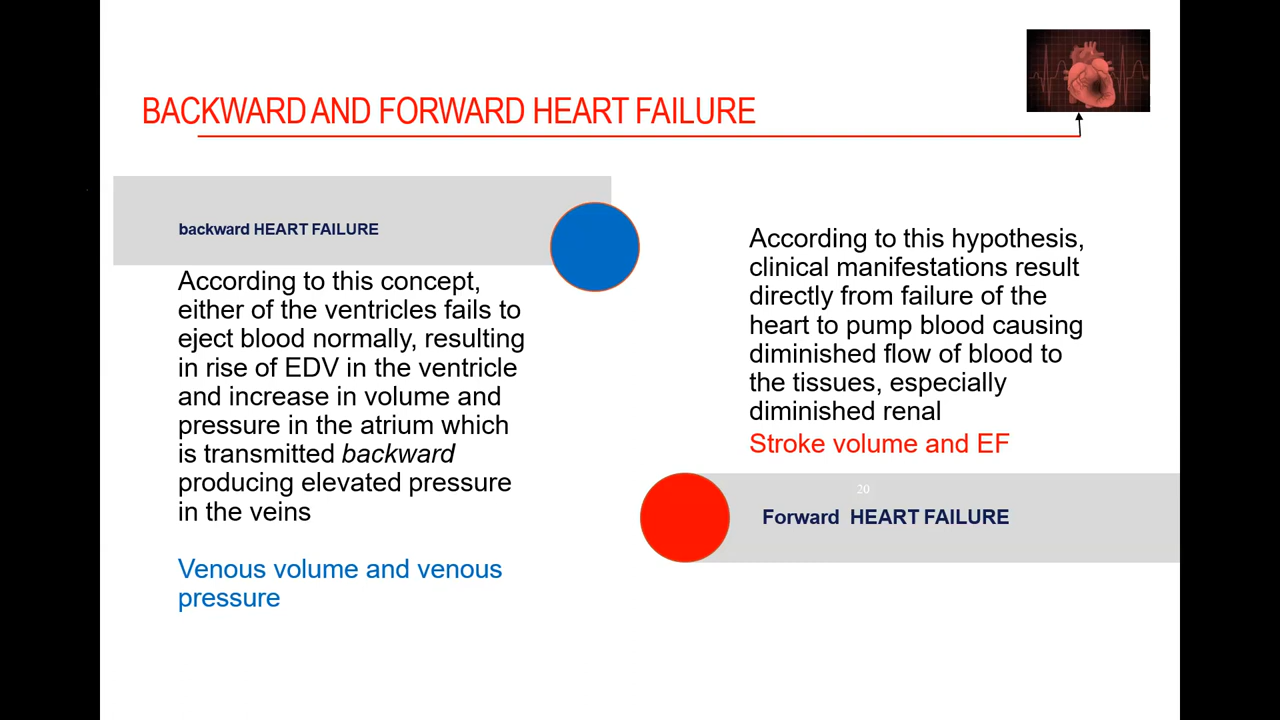 BACKWARD AND FORWARD HEART FAILURE
backward HEART FAILURE
According to this concept,
either of the ventricles fails to
eject blood normally, resulting
in rise of EDV in the ventricle
and increase in volume and
pressure in the atrium which
is transmitted backward
producing elevated pressure
in the veins
Venous volume and venous
pressure
According to this hypothesis,
clinical manifestations result
directly from failure of the
heart to pump blood causing
diminished flow of blood to
the tissues, especially
diminished renal
Stroke volume and EF
20
Forward HEART FAILURE